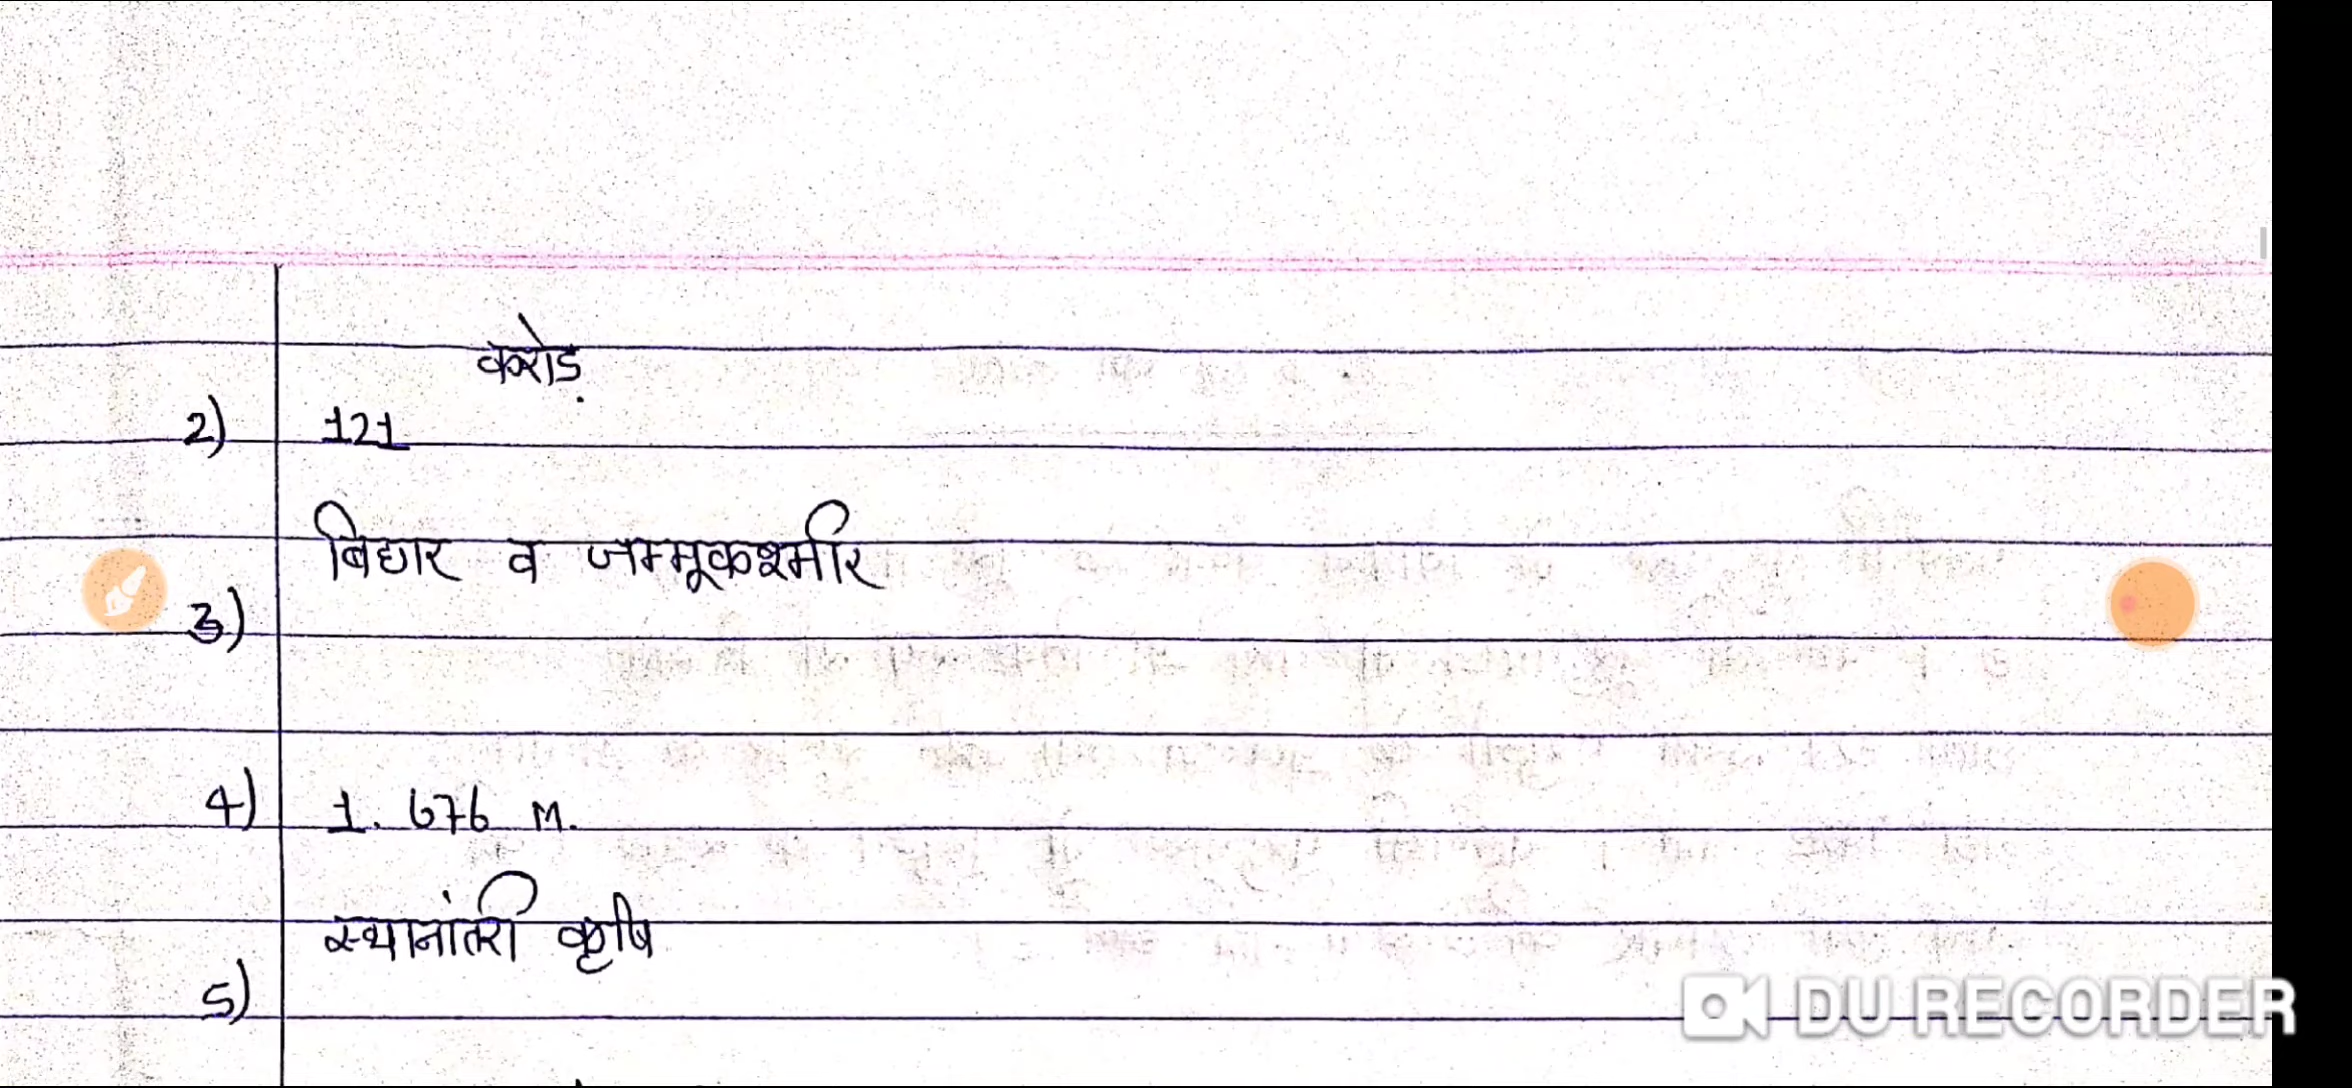 करोड़
2) 121
बिहार व जम्मूकश्मीर
3)
4) 1. 676 M.
स्थानांतरी कृषि
5)
DU RECORDER